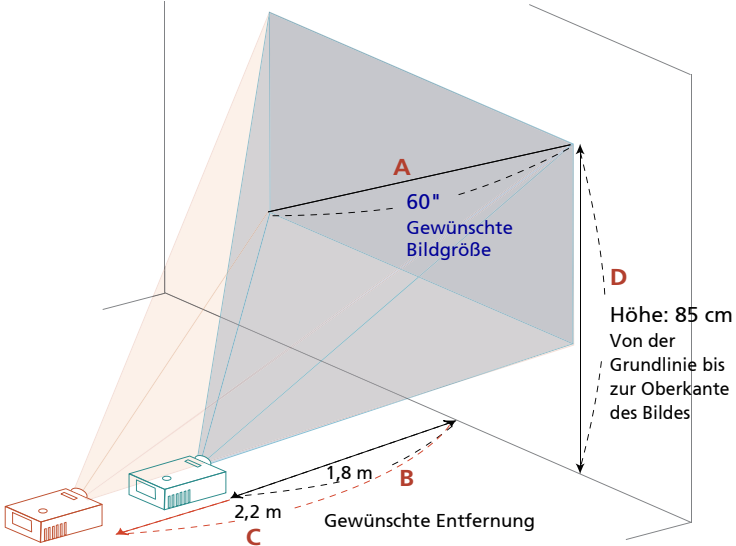 A
60"
Gewünschte
Bildgröße
D
Höhe: 85 cm
Von der
Grundlinie bis
zur Oberkante
des Bildes
1,8 m
B
2,2 m
C
Gewünschte Entfernung